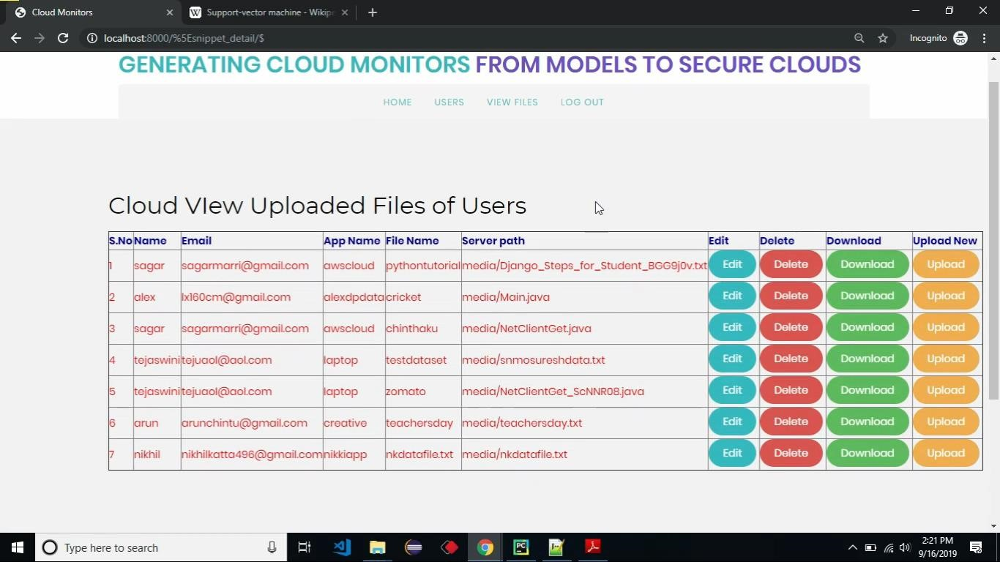 Cloud Monitors
Support-vector machine - Wikipe
localhost:8000/%5Esnippet_detail/$
Incognito
GENERATING CLOUD MONITORS FROM MODELS TO SECURE CLOUDS
HOME USERS VIEW FILES LOG OUT
Cloud VIew Uploaded Files of Users
S.No Name Email App Name File Name Server path Edit Delete Download Upload New
1 sagar sagarmarri@gmail.com awscloud pythontutorial media/Django_Steps_for_Student_BGG9j0v.txt Edit Delete Download Upload
2 alex lx160cm@gmail.com alexdpdata cricket media/Main.java Edit Delete Download Upload
3 sagar sagarmarri@gmail.com awscloud chinthaku media/NetClientGet.java Edit Delete Download Upload
4 tejaswini tejuaol@aol.com laptop testdataset media/snmosureshdata.txt Edit Delete Download Upload
5 tejaswini tejuaol@aol.com laptop zomato media/NetClientGet_ScNNR08.java Edit Delete Download Upload
6 arun arunchintu@gmail.com creative teachersday media/teachersday.txt Edit Delete Download Upload
7 nikhil nikhilkatta496@gmail.com nikkiapp nkdatafile.txt media/nkdatafile.txt Edit Delete Download Upload
Type here to search
2:21 PM
9/16/2019